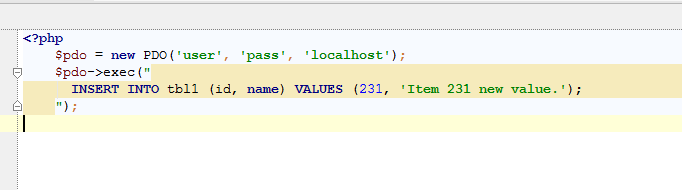 <?php
$pdo = new PDO('user', 'pass', 'localhost');
$pdo->exec("
INSERT INTO tbl1 (id, name) VALUES (231, 'Item 231 new value.');
");